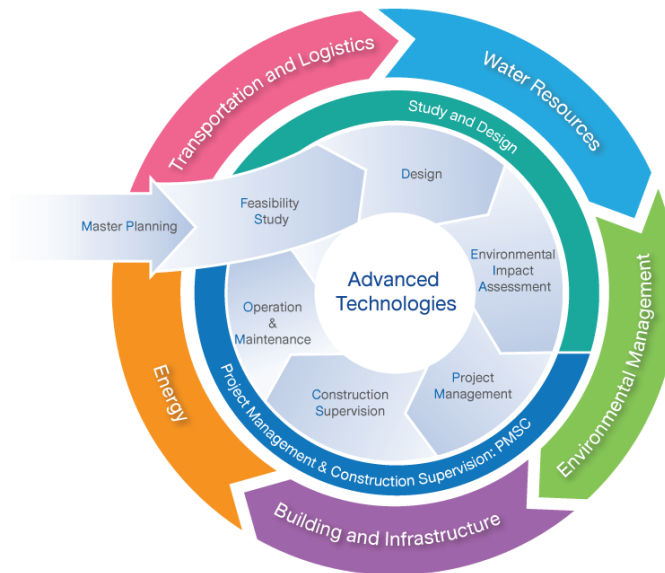 Transportation and Logistics
Water Resources
Study and Design
Feasibility
Study
Design
Master Planning
Environmental
Impact
Assessment
Advanced
Technologies
Operation
&
Maintenance
Project
Management
Construction
Supervision
Environmental Management
Energy
Project Management & Construction Supervision: PMSC
Building and Infrastructure